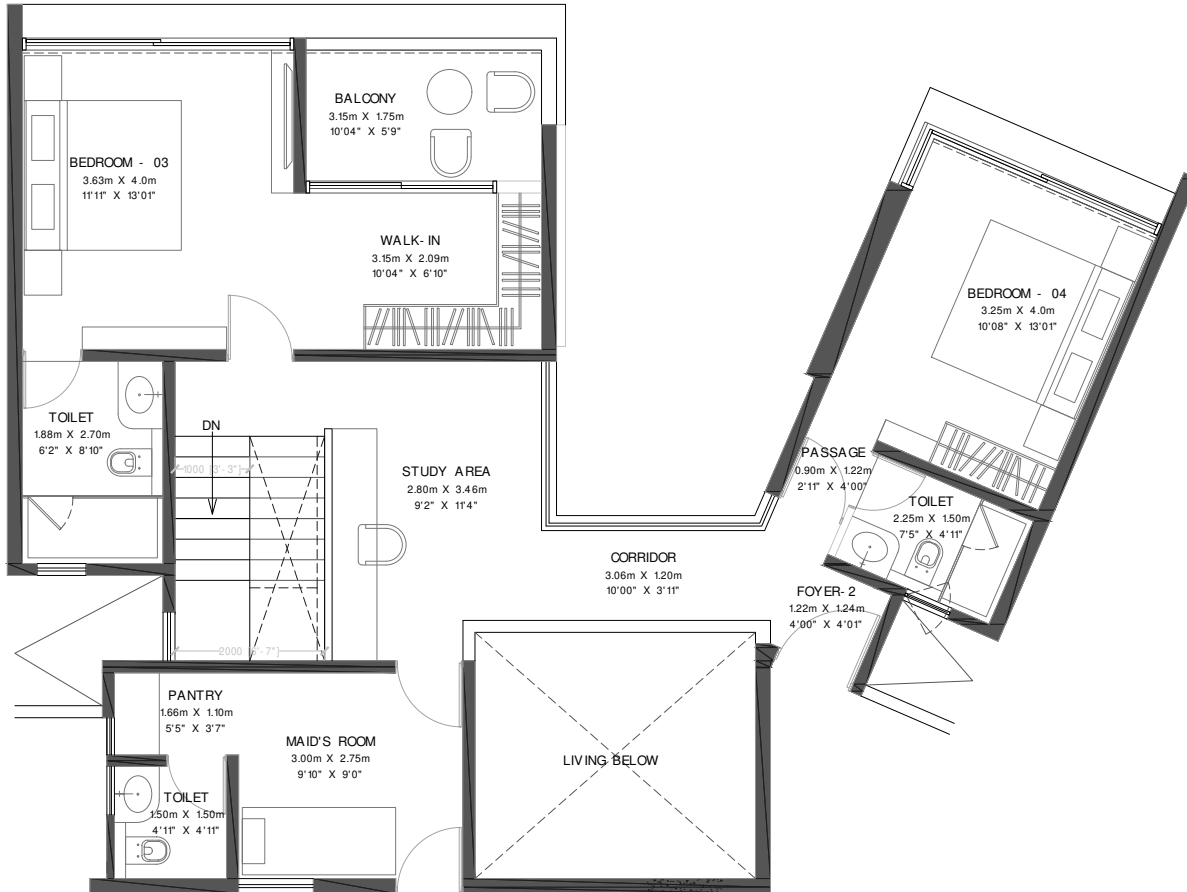 BALCONY
3.15m X 1.75m
10'04" X 5'9"
BEDROOM - 03
3.63m X 4.0m
11'11" X 13'01"
WALK-IN
3.15m X 2.09m
10'04" X 6'10"
BEDROOM - 04
3.25m X 4.0m
10'08" X 13'01"
TOILET
1.88m X 2.70m
6'2" X 8'10"
DN
1000 [3'-3"]
STUDY AREA
2.80m X 3.46m
9'2" X 11'4"
PASSAGE
0.90m X 1.22m
2'11" X 4'00"
TOILET
2.25m X 1.50m
7'5" X 4'11"
CORRIDOR
3.06m X 1.20m
10'00" X 3'11"
FOYER-2
1.22m X 1.24m
4'00" X 4'01"
2000 [6'-7"]
PANTRY
1.66m X 1.10m
5'5" X 3'7"
MAID'S ROOM
3.00m X 2.75m
9'10" X 9'0"
LIVING BELOW
TOILET
1.50m X 1.50m
4'11" X 4'11"